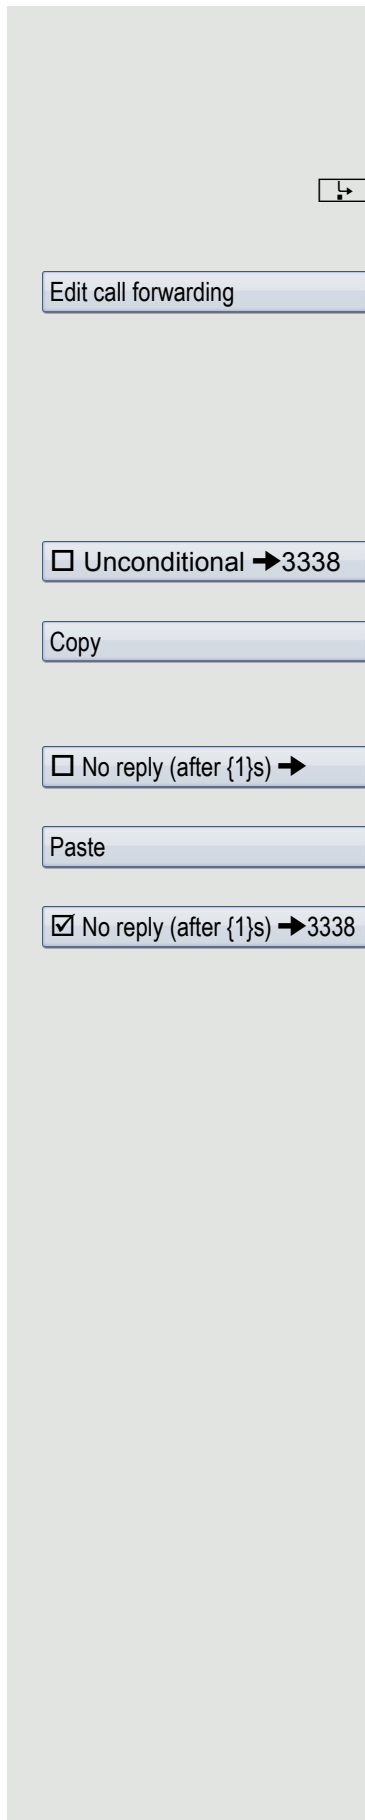 Edit call forwarding
☐ Unconditional ➔3338
Copy
☐ No reply (after {1}s) ➔
Paste
☑ No reply (after {1}s) ➔3338